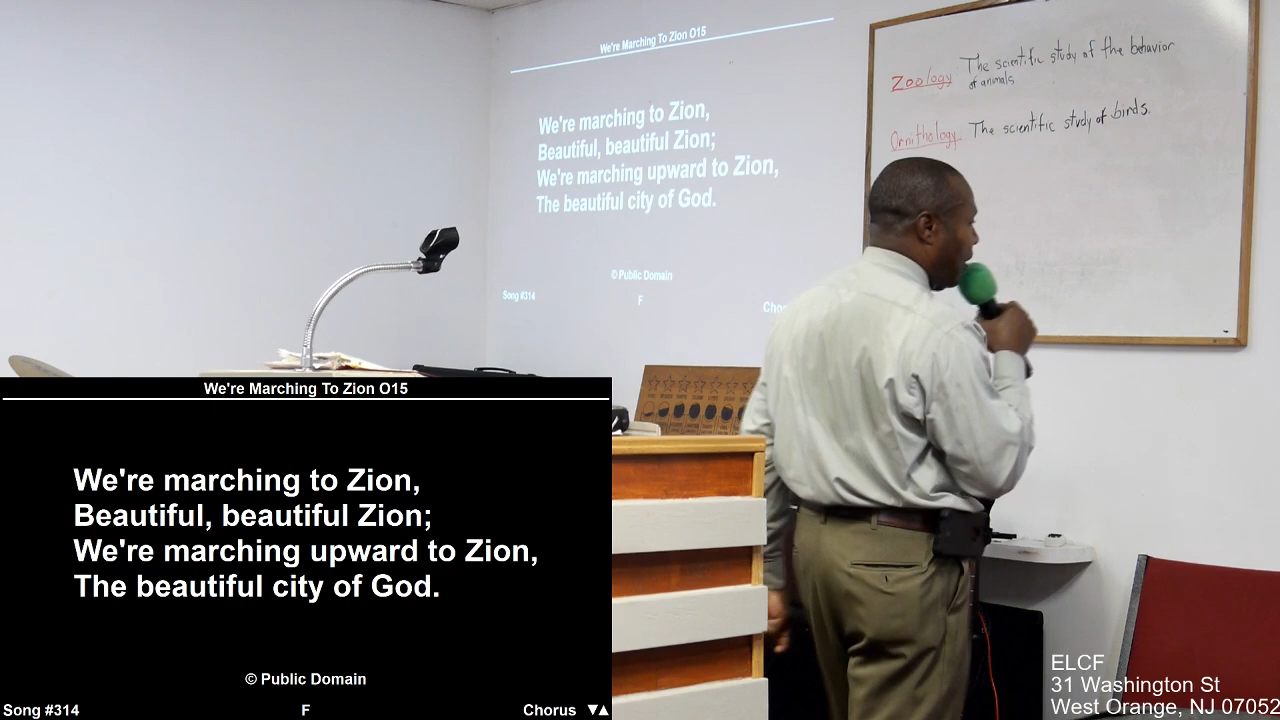 We're Marching To Zion O15
We're marching to Zion,
Beautiful, beautiful Zion;
We're marching upward to Zion,
The beautiful city of God.
© Public Domain
Song #314
F
Chor
Zoology The scientific study of the behavior
of animals
Ornithology The scientific study of birds.
We're Marching To Zion O15
We're marching to Zion,
Beautiful, beautiful Zion;
We're marching upward to Zion,
The beautiful city of God.
© Public Domain
Song #314
F
Chorus ▼▲
ELCF
31 Washington St
West Orange, NJ 07052